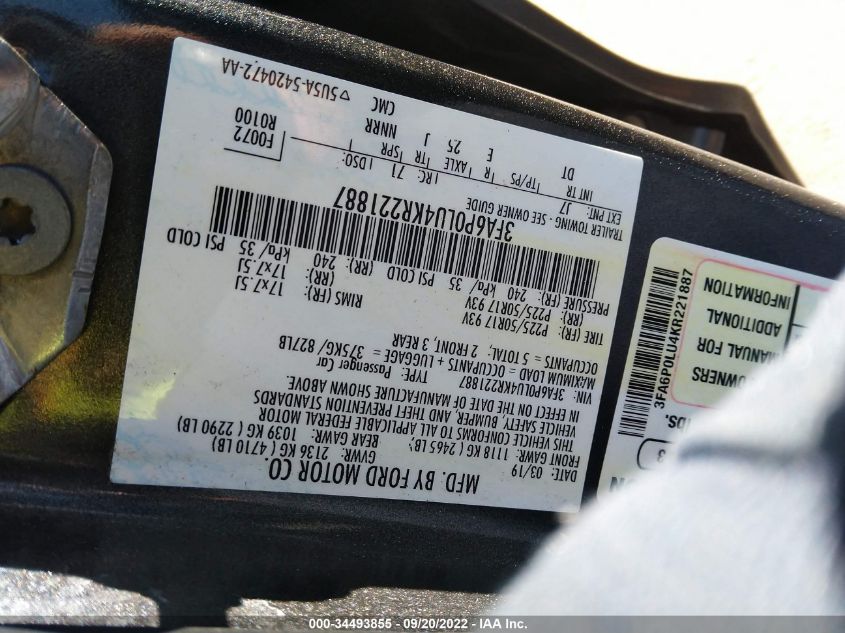 MFD. BY FORD MOTOR CO.
DATE: 03/19
GVWR: 2136 KG ( 4710 LB)
FRONT GAWR: 1118 KG ( 2465 LB)
REAR GAWR: 1039 KG ( 2290 LB)
THIS VEHICLE CONFORMS TO ALL APPLICABLE FEDERAL MOTOR
VEHICLE SAFETY, BUMPER, AND THEFT PREVENTION STANDARDS
IN EFFECT ON THE DATE OF MANUFACTURE SHOWN ABOVE.
VIN: 3FA6P0LU4KR221887
TYPE: Passenger Car
MAXIMUM LOAD = OCCUPANTS + LUGGAGE = 375KG/ 827LB
OCCUPANTS = 5 TOTAL: 2 FRONT, 3 REAR
TIRE (FR): P225/50R17 93V RIMS (FR): 17x7.5J
(RR): P225/50R17 93V (RR): 17x7.5J
PRESSURE (FR): 240 kPa/ 35 PSI COLD (RR): 240 kPa/ 35 PSI COLD
3FA6P0LU4KR221887
TRAILER TOWING - SEE OWNER GUIDE
EXT PNT: J7 RC: 71 DSO:
F0072
R0100
INT TR TP/PS R AXLE TR SPR
DT E 25 J NNRR CMC
5U5A-5420472-AA
3FA6P0LU4KR221887
OWNERS
MANUAL FOR
ADDITIONAL
INFORMATION
000-34493855 - 09/20/2022 - IAA Inc.